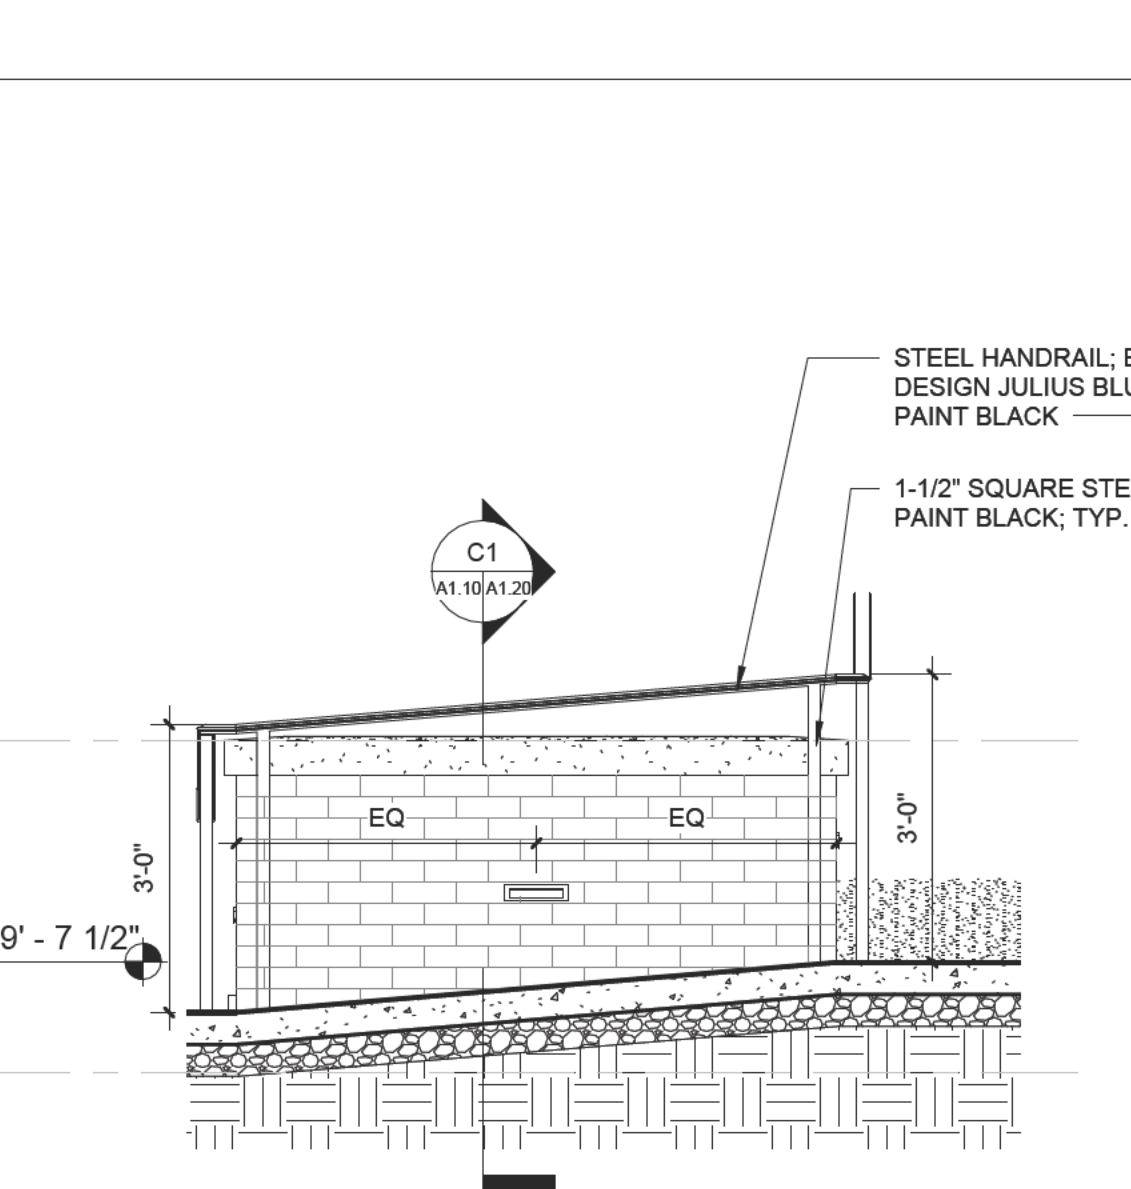 STEEL HANDRAIL;
DESIGN JULIUS
PAINT BLACK
1-1/2" SQUARE
PAINT BLACK; TYP.
C1
A1.10 A1.20
EQ EQ
3'-0"
3'-0"
9' - 7 1/2"